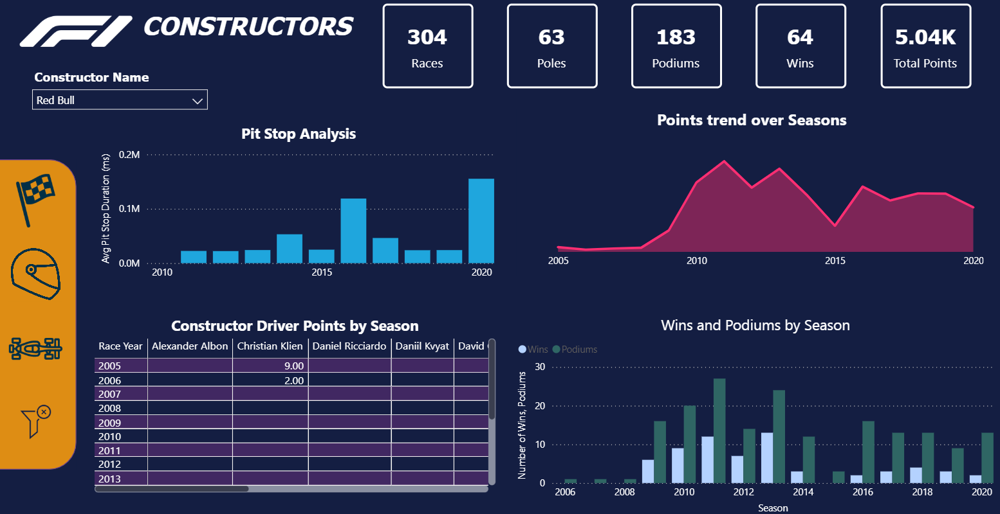 CONSTRUCTORS
304
Races
63
Poles
183
Podiums
64
Wins
5.04K
Total Points
Constructor Name
Red Bull
Pit Stop Analysis
Avg Pit Stop Duration (ms)
0.2M
0.1M
0.0M
2010 2015 2020
Points trend over Seasons
2005 2010 2015 2020
Constructor Driver Points by Season
Race Year Alexander Albon Christian Klien Daniel Ricciardo Daniil Kvyat David
2005 9.00
2006 2.00
2007
2008
2009
2010
2011
2012
2013
Wins and Podiums by Season
Wins Podiums
Number of Wins, Podiums
30
20
10
0
2006 2008 2010 2012 2014 2016 2018 2020
Season